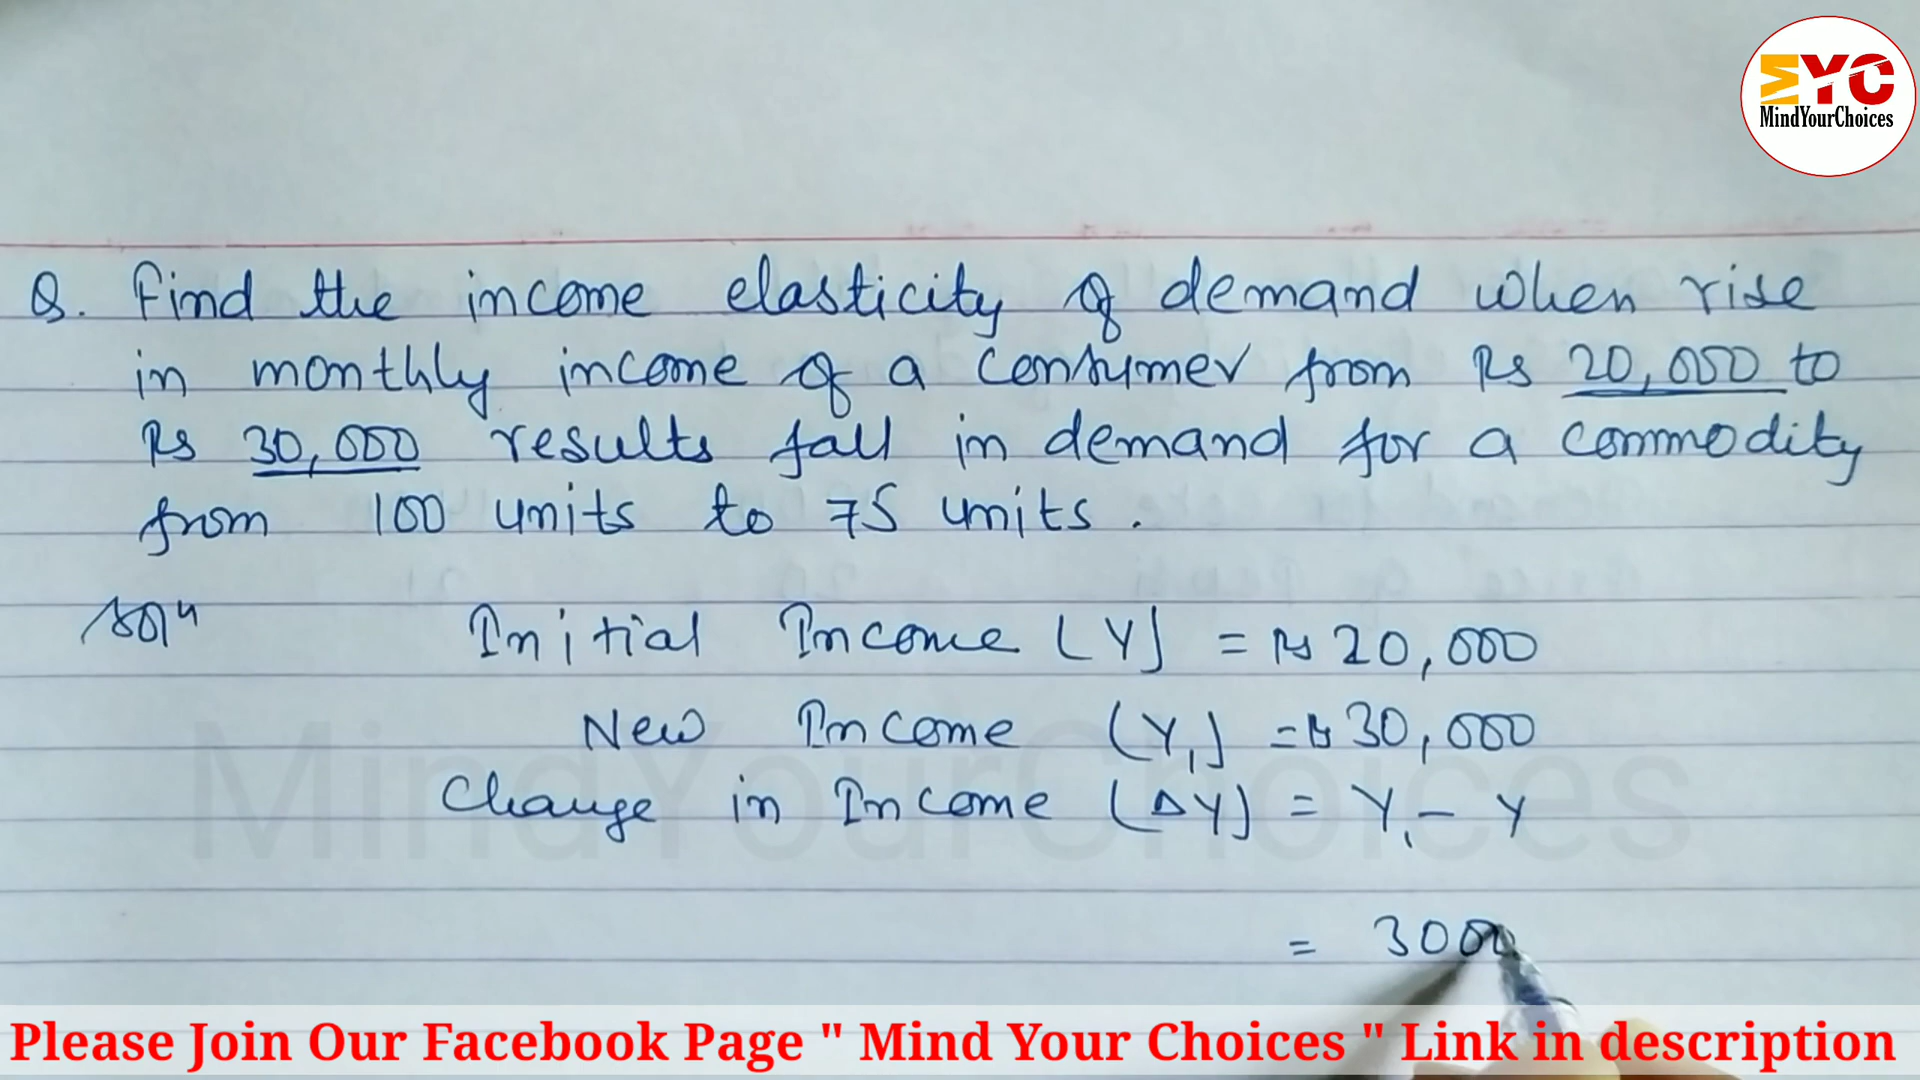 MYC
MindYourChoices
Q. Find the income elasticity of demand when rise
in monthly income of a consumer from Rs 20,000 to
Rs 30,000 results fall in demand for a commodity
from 100 units to 75 units.
Solⁿ Initial Income (Y) = Rs 20,000
New Income (Y₁) = Rs 30,000
Change in Income (ΔY) = Y₁ - Y
= 3000
MindYourChoices
Please Join Our Facebook Page " Mind Your Choices " Link in description